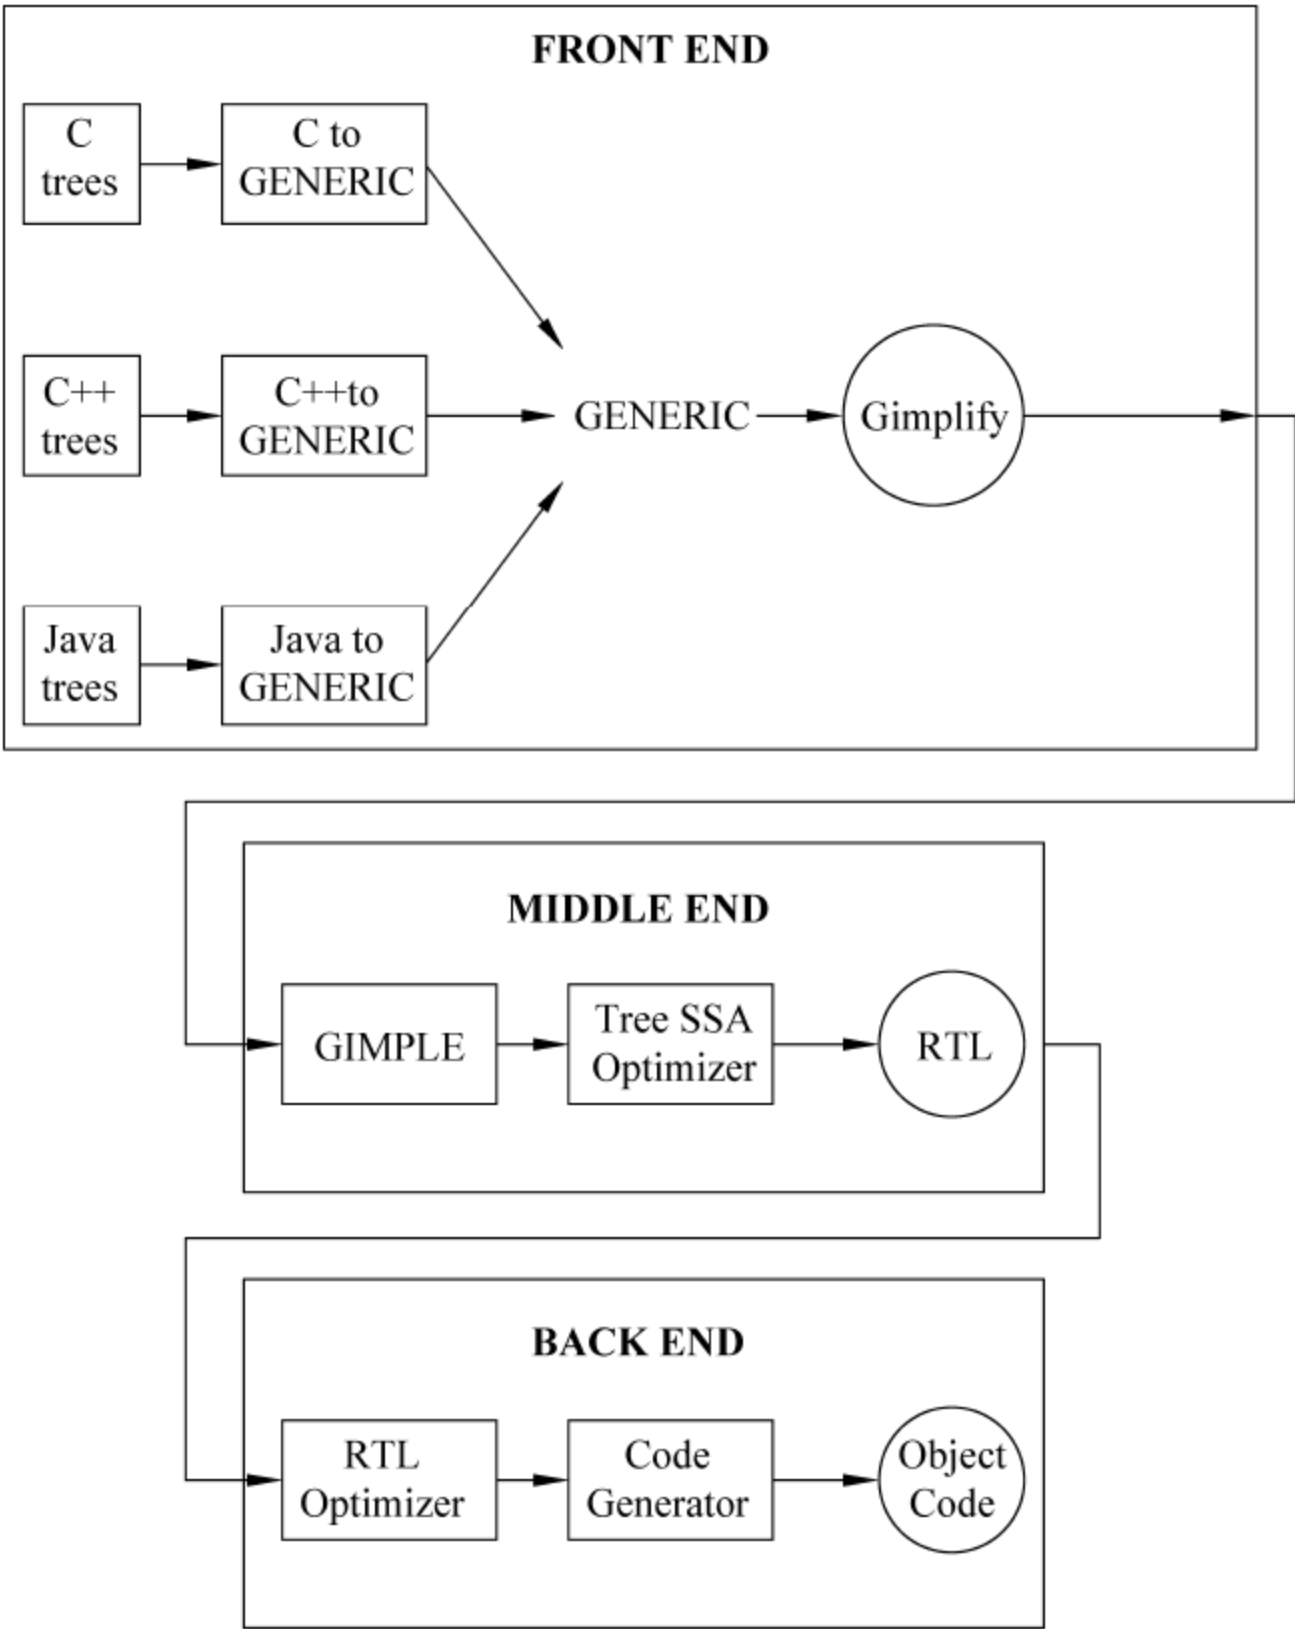 FRONT END
C
trees
C to
GENERIC
C++
trees
C++to
GENERIC
GENERIC
Gimplify
Java
trees
Java to
GENERIC
MIDDLE END
GIMPLE
Tree SSA
Optimizer
RTL
BACK END
RTL
Optimizer
Code
Generator
Object
Code